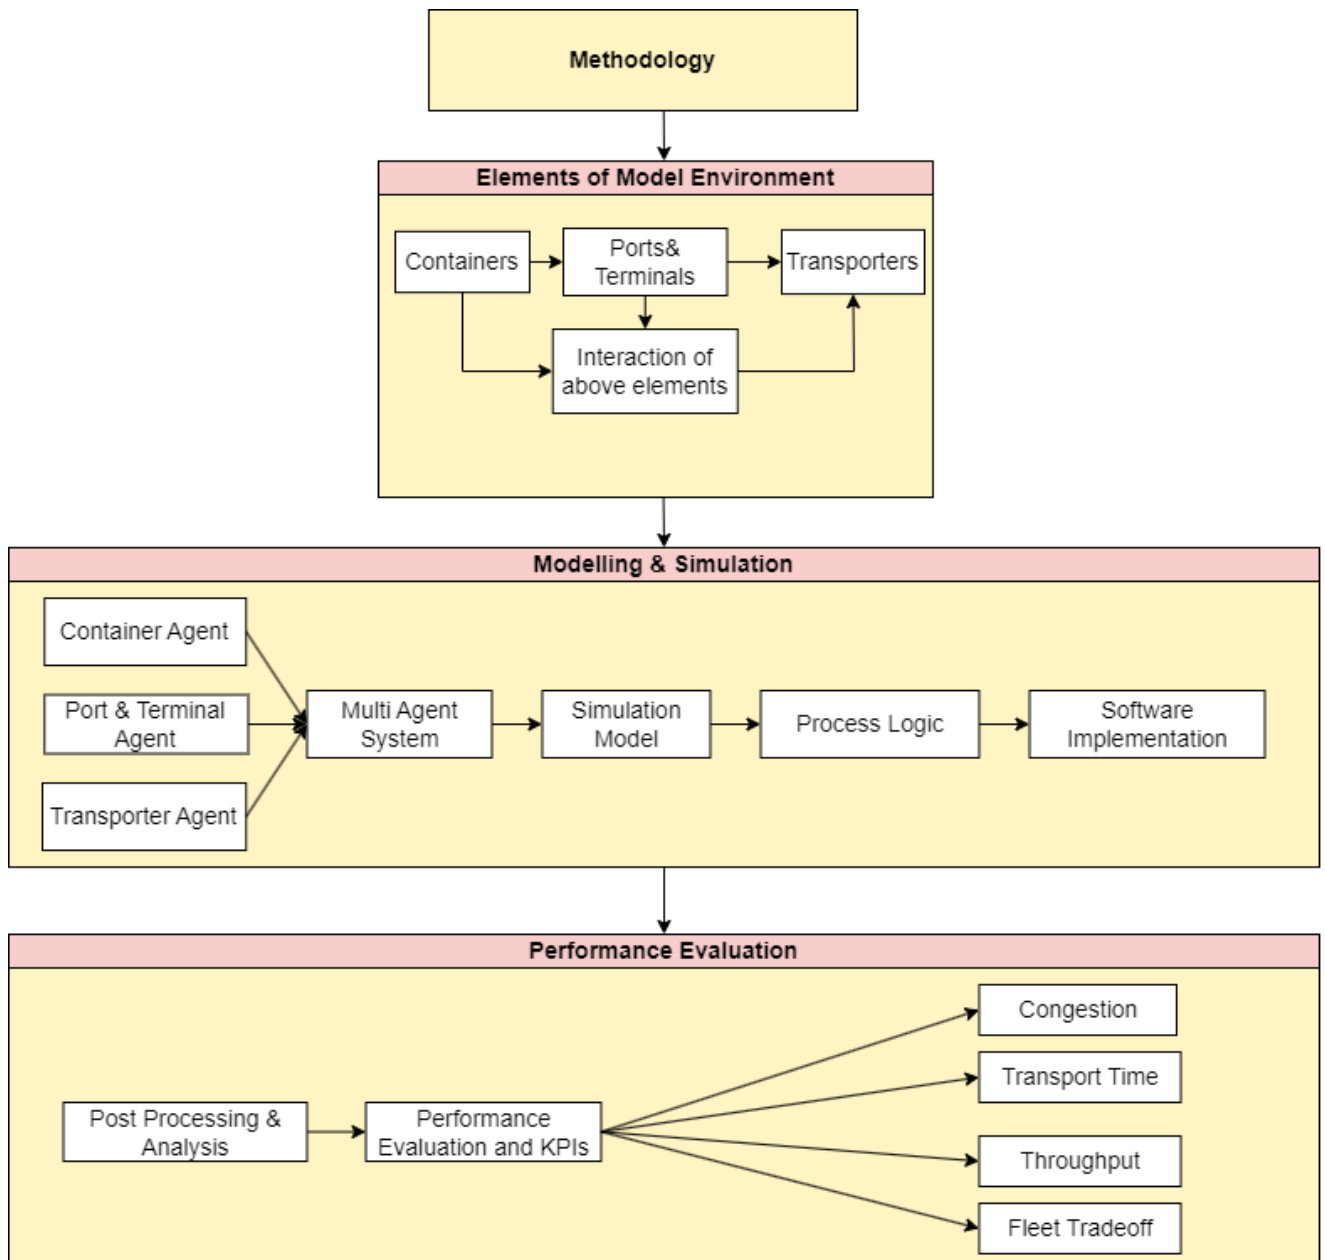 Methodology
Elements of Model Environment
Containers
Ports&
Terminals
Transporters
Interaction of
above elements
Modelling & Simulation
Container Agent
Port & Terminal
Agent
Transporter Agent
Multi Agent
System
Simulation
Model
Process Logic
Software
Implementation
Performance Evaluation
Post Processing &
Analysis
Performance
Evaluation and KPIs
Congestion
Transport Time
Throughput
Fleet Tradeoff